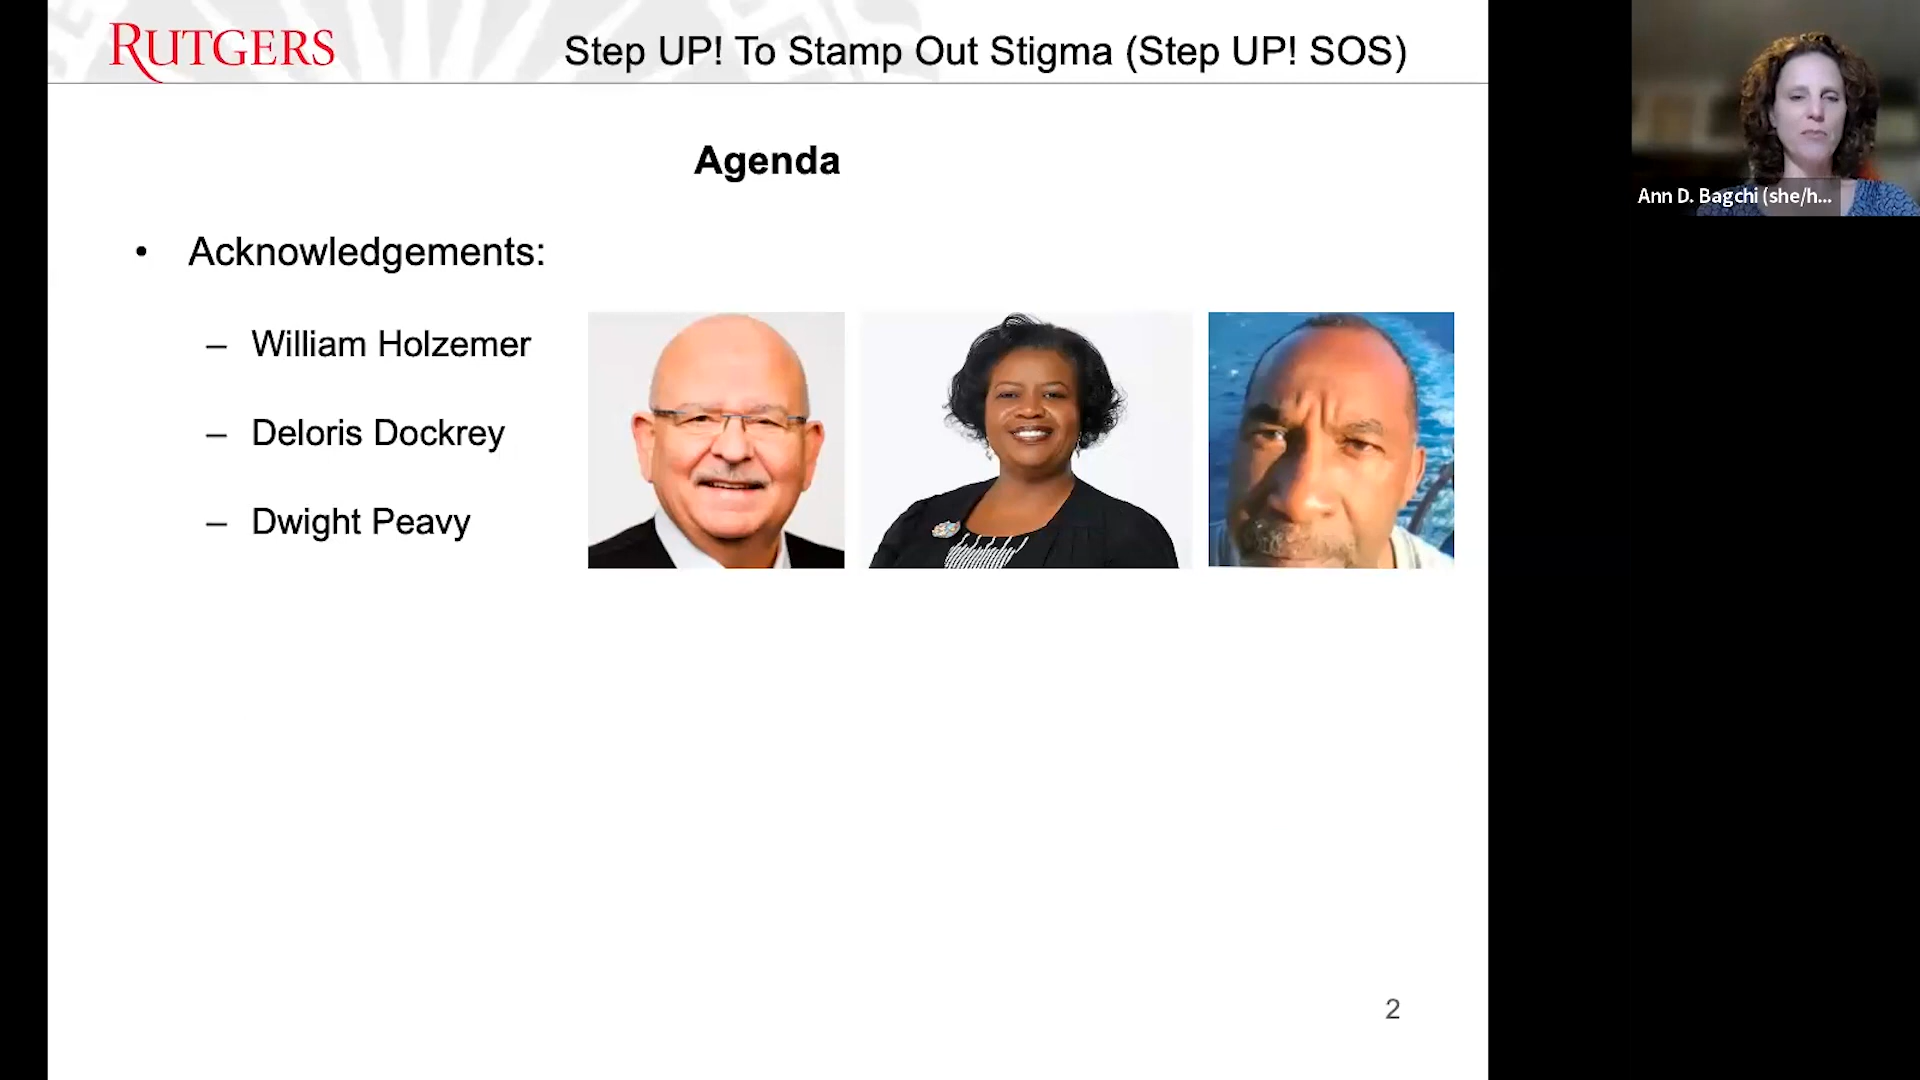 RUTGERS
Step UP! To Stamp Out Stigma (Step UP! SOS)
Agenda
• Acknowledgements:
– William Holzemer
– Deloris Dockrey
– Dwight Peavy
2
Ann D. Bagchi (she/h...